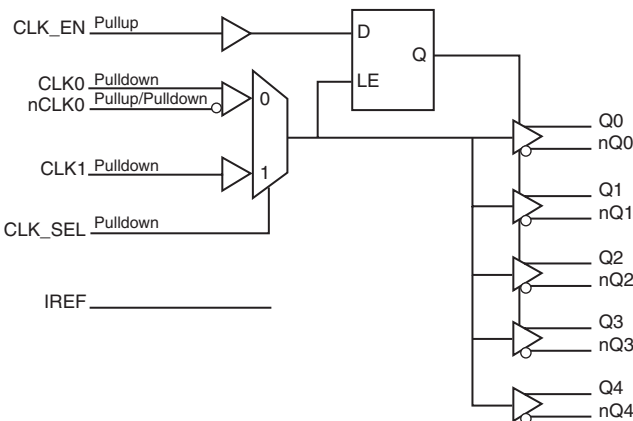 CLK_EN Pullup
D
Q
LE
CLK0 Pulldown
nCLK0 Pullup/Pulldown
0
CLK1 Pulldown
1
CLK_SEL Pulldown
IREF
Q0
nQ0
Q1
nQ1
Q2
nQ2
Q3
nQ3
Q4
nQ4